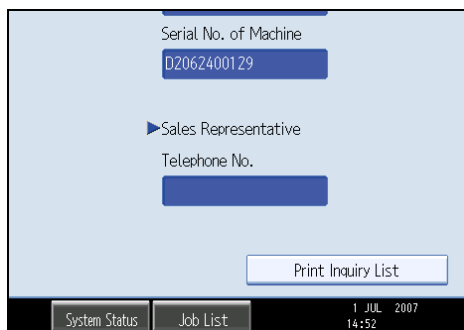 Serial No. of Machine
D2062400129
▶Sales Representative
Telephone No.
Print Inquiry List
System Status Job List 1 JUL 2007
14:52